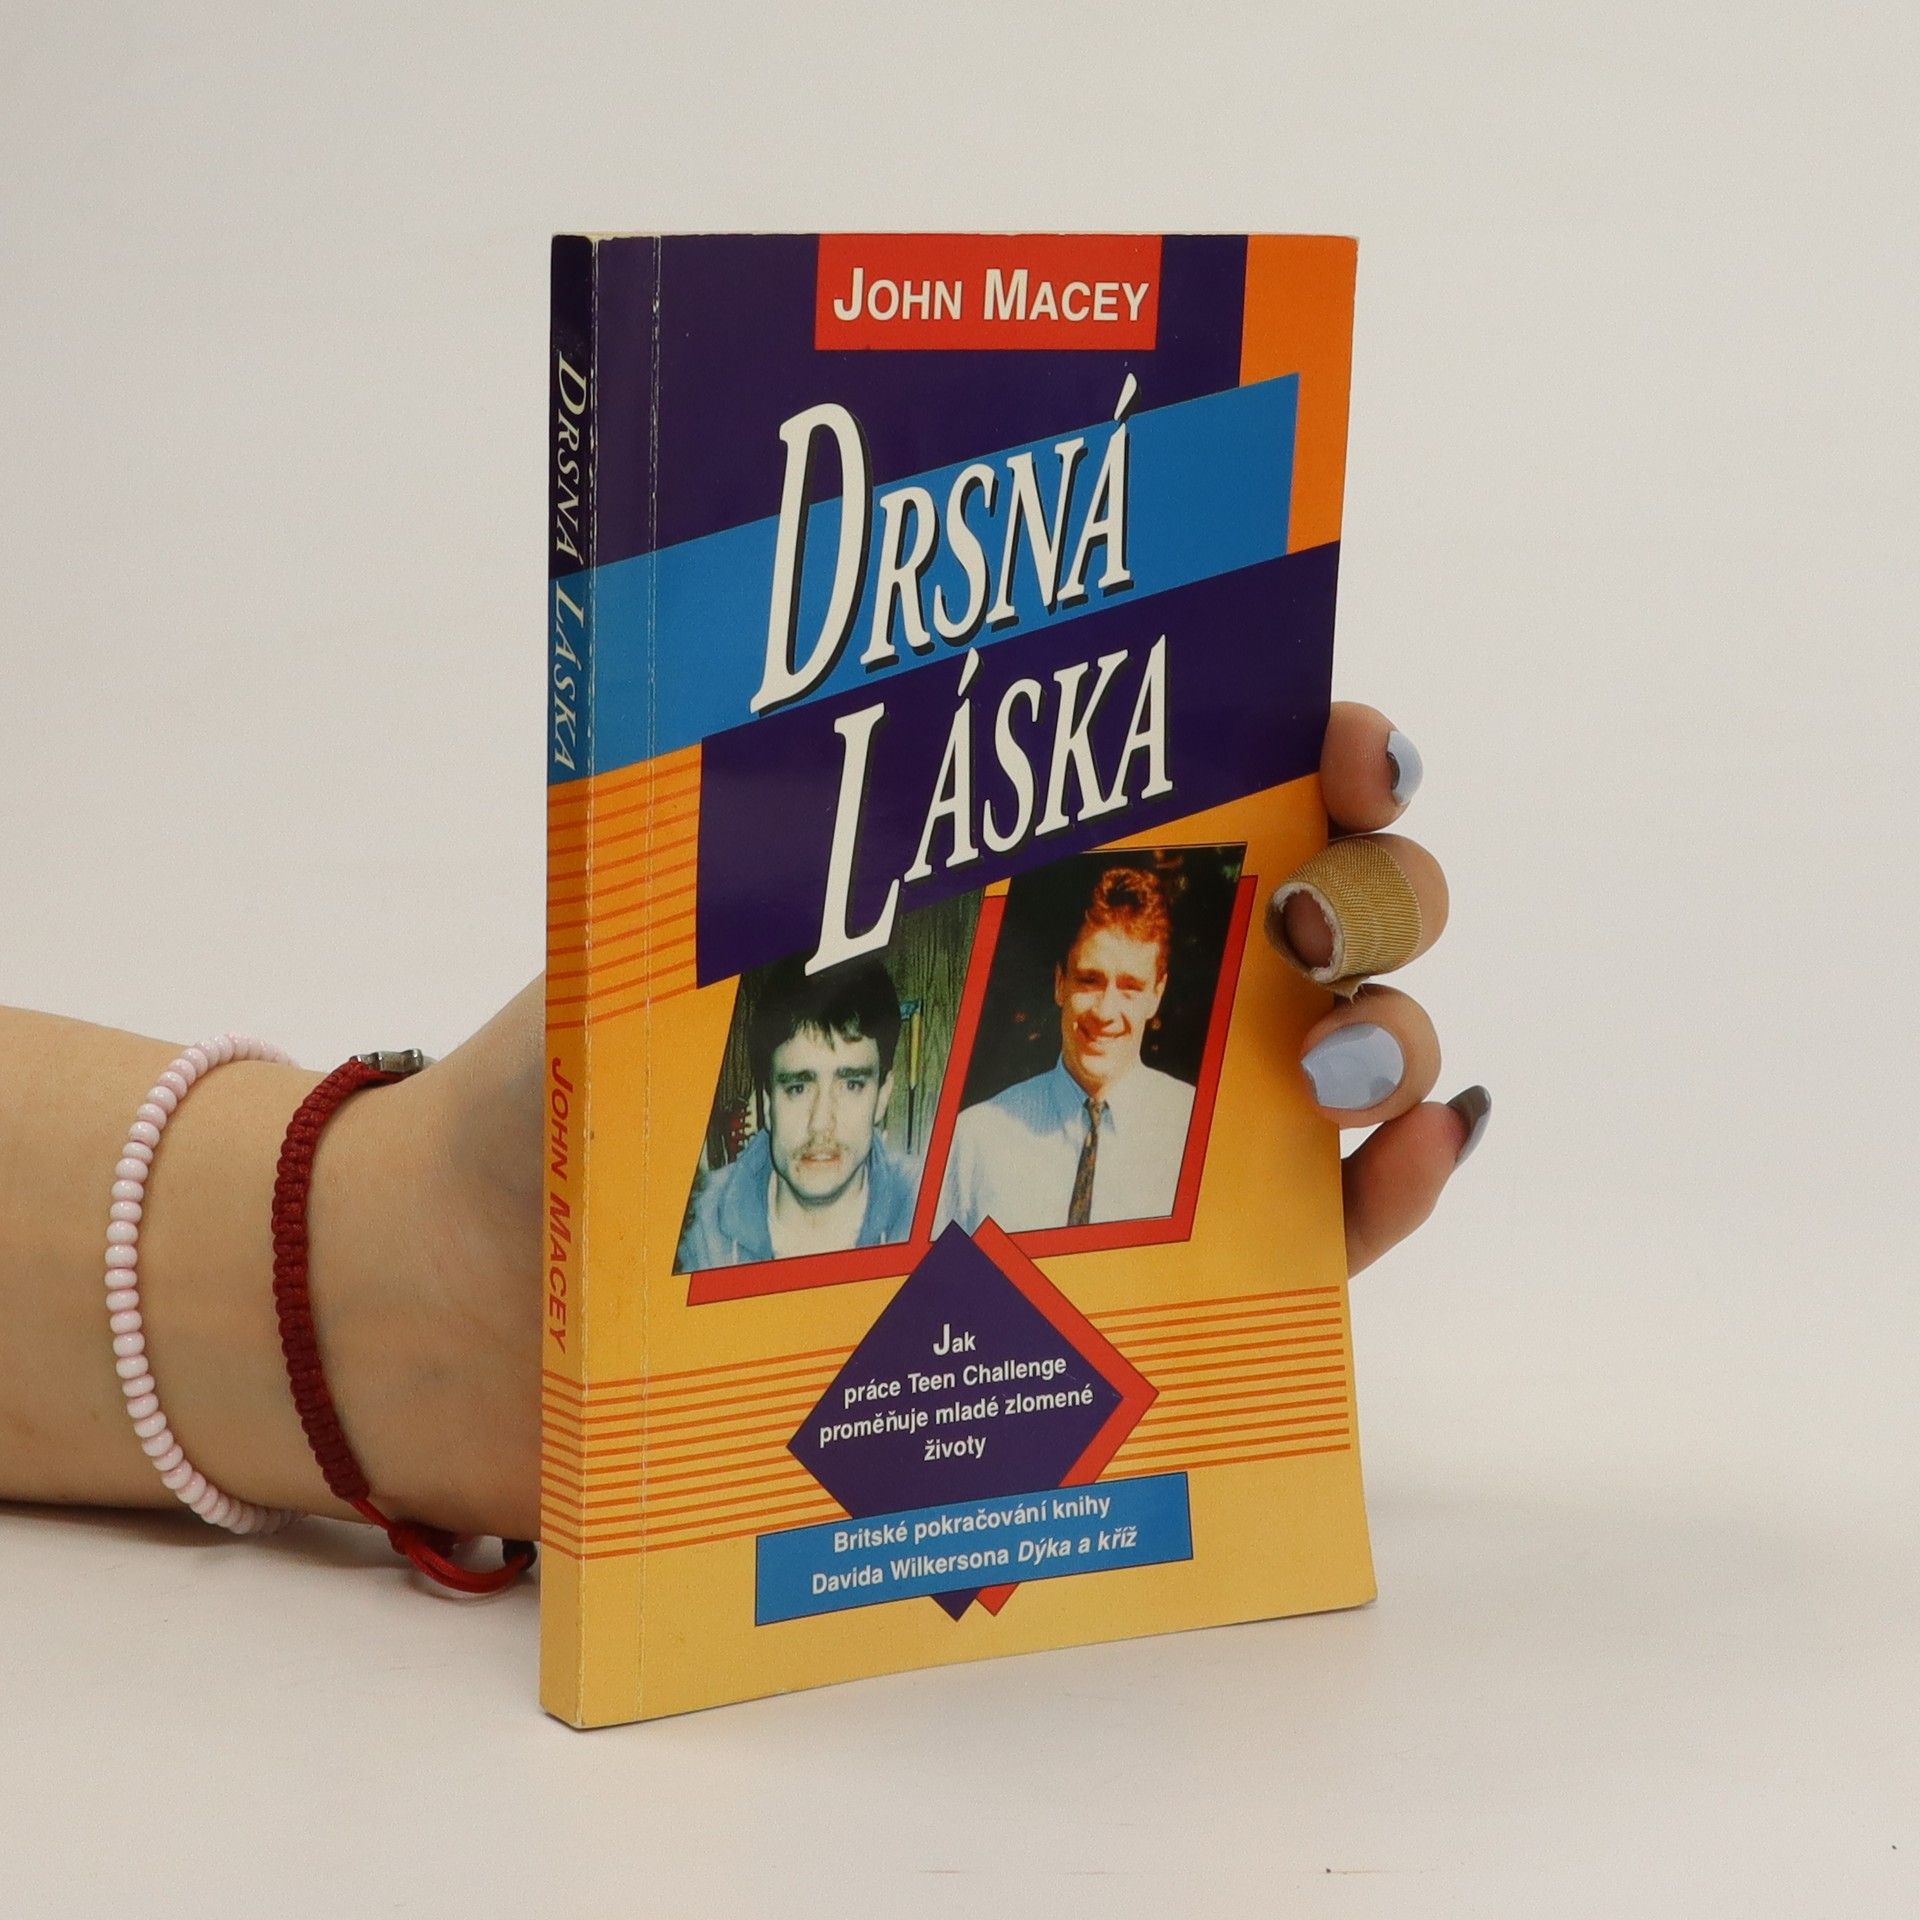 JOHN MACEY
DRSNÁ
LÁSKA
Jak
práce Teen Challenge
proměňuje mladé zlomené
životy
Britské pokračování knihy
Davida Wilkersona Dýka a kříž
DRSNÁ LÁSKA JOHN MACEY